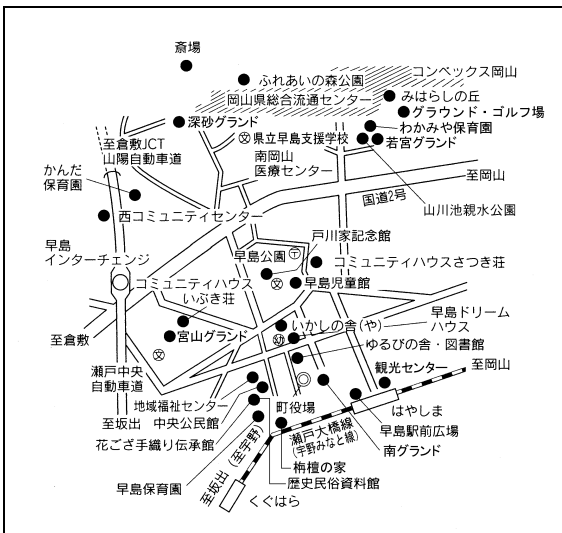 斎場
ふれあいの森公園
コンベックス岡山
岡山県総合流通センター
みはらしの丘
グラウンド・ゴルフ場
深砂グランド
わかみや保育園
文
県立早島支援学校
若宮グランド
至倉敷JCT
山陽自動車道
南岡山
医療センター
かんだ
保育園
至岡山
国道2号
山川池親水公園
西コミュニティセンター
戸川家記念館
早島公園
〒
早島
インターチェンジ
コミュニティハウスさつき荘
コミュニティハウス
いぶき荘
文
早島児童館
早島ドリーム
ハウス
いかしの舎(や)
宮山グランド
至倉敷
幼
ゆるびの舎・図書館
文
至岡山
瀬戸中央
自動車道
観光センター
地域福祉センター
町役場
はやしま
至坂出
中央公民館
花ござ手織り伝承館
瀬戸大橋線
(宇野みなと線)
早島駅前広場
南グランド
至坂出(至宇野)
早島保育園
栴檀の家
歴史民俗資料館
くぐはら